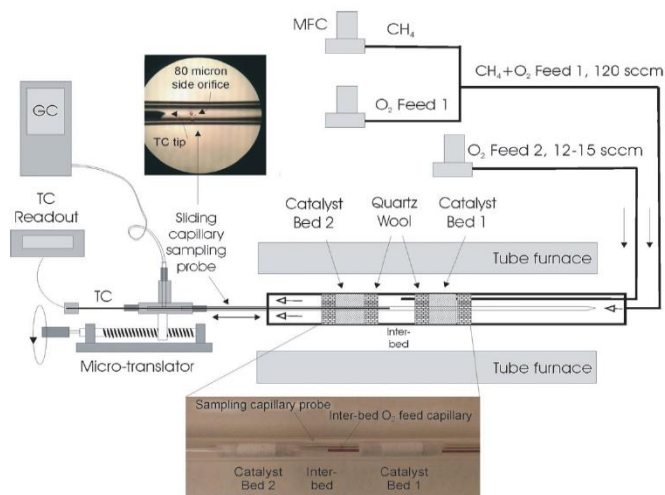 MFC
CH₄
O₂ Feed 1
CH₄+O₂ Feed 1, 120 sccm
O₂ Feed 2, 12-15 sccm
GC
80 micron
side orifice
TC tip
TC
Readout
Sliding
capillary
sampling
probe
Catalyst
Bed 2
Quartz
Wool
Catalyst
Bed 1
Tube furnace
TC
Inter-
bed
Micro-translator
Tube furnace
Sampling capillary probe
Inter-bed O₂ feed capillary
Catalyst
Bed 2
Inter-
bed
Catalyst
Bed 1